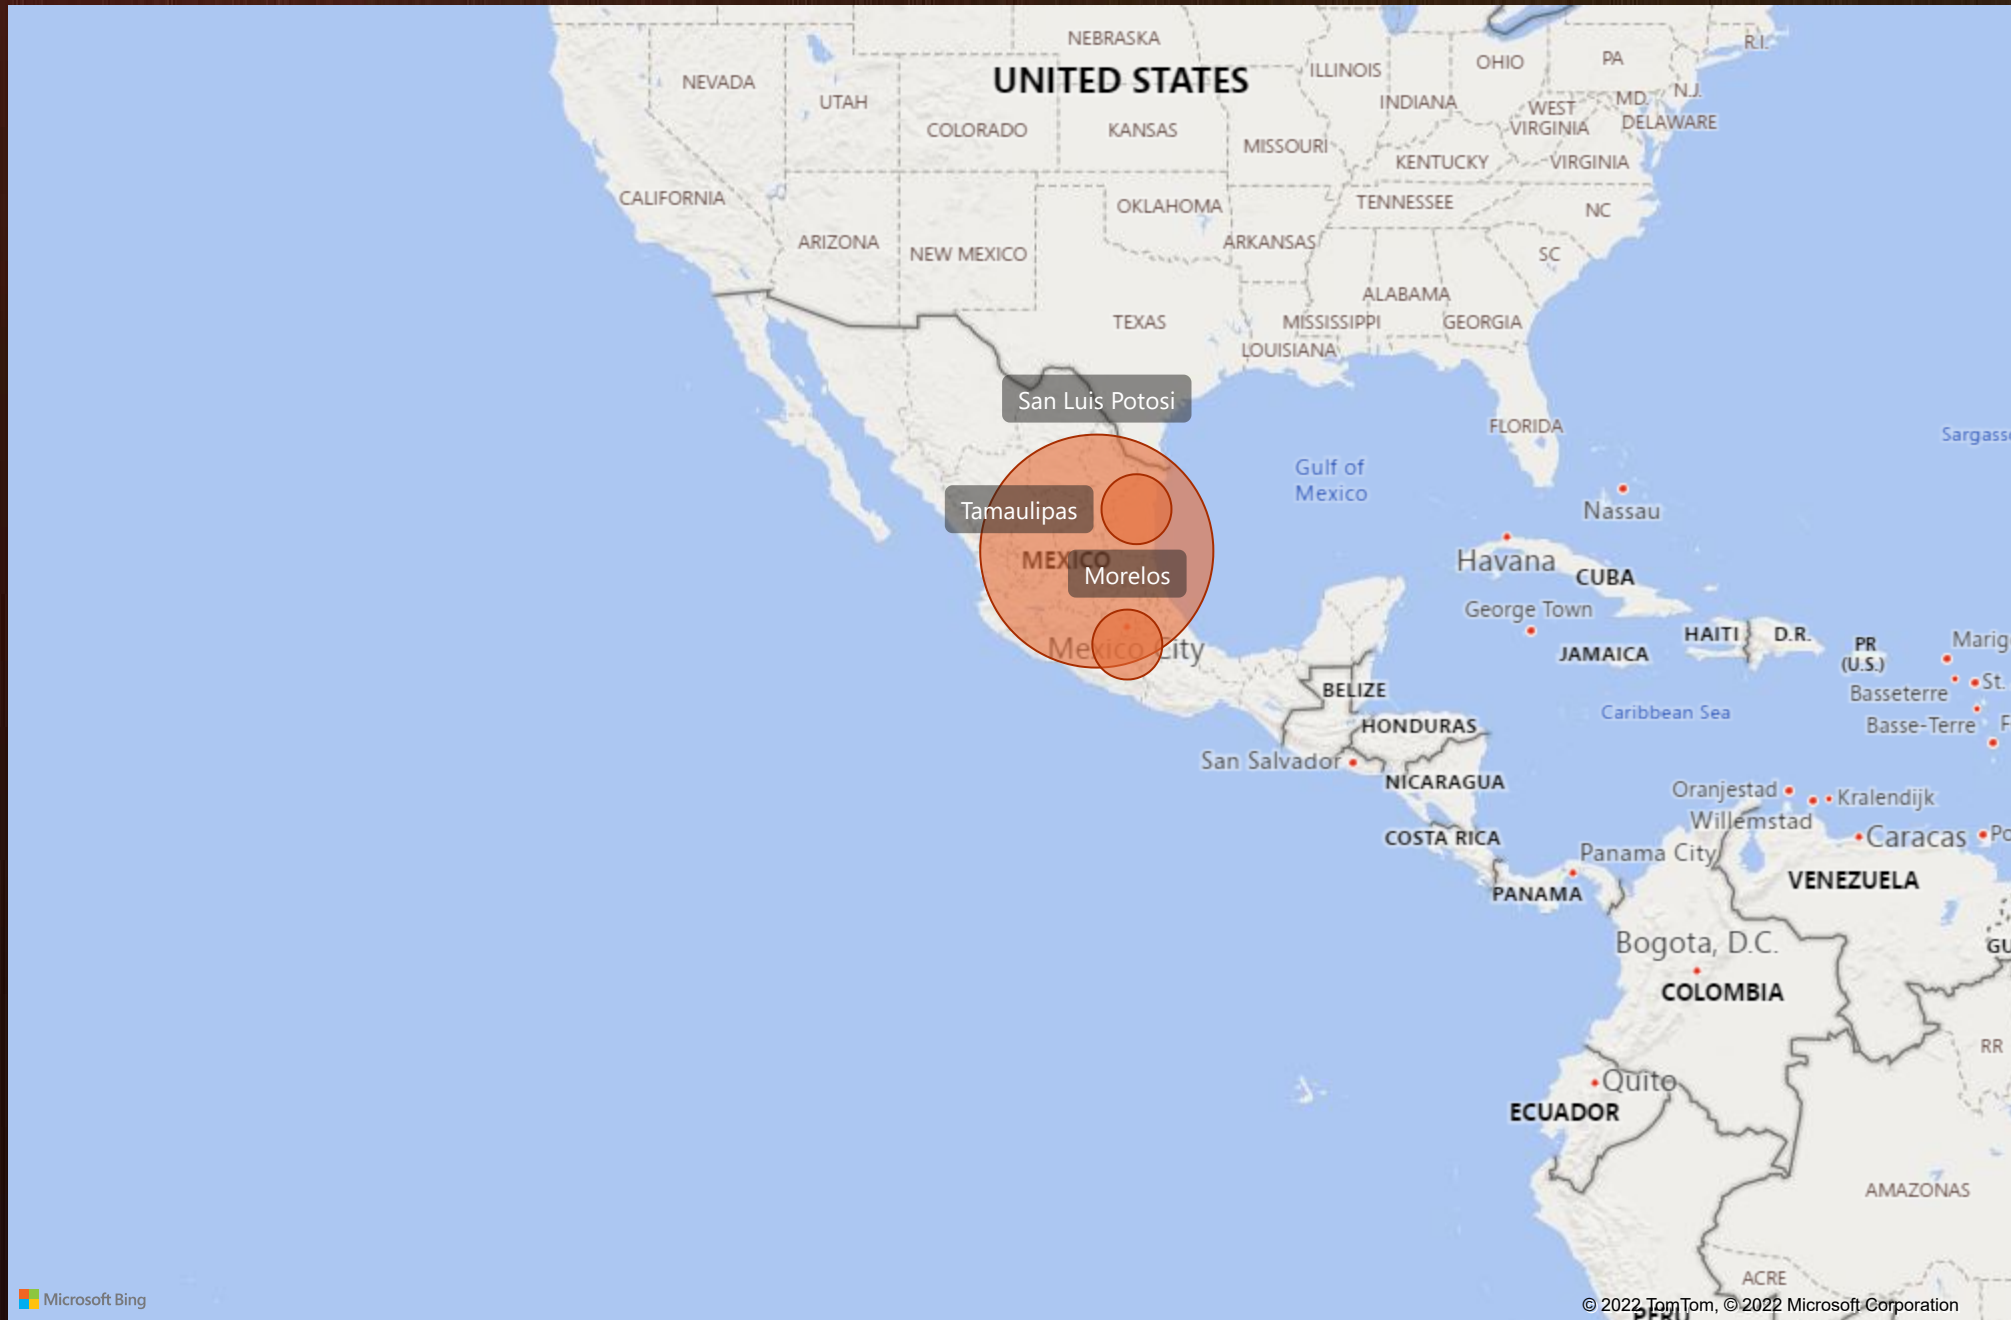 NEBRASKA
R.I.
NEVADA
UTAH
UNITED STATES
ILLINOIS
OHIO
PA
COLORADO
KANSAS
INDIANA
WEST
VIRGINIA
MD.
N.J.
DELAWARE
MISSOURI
KENTUCKY
VIRGINIA
CALIFORNIA
OKLAHOMA
TENNESSEE
NC
ARIZONA
NEW MEXICO
ARKANSAS
SC
ALABAMA
TEXAS
MISSISSIPPI
GEORGIA
LOUISIANA
San Luis Potosi
FLORIDA
Sargass
Gulf of
Mexico
Tamaulipas
Nassau
MEXICO
Morelos
Havana
CUBA
George Town
Mexico City
JAMAICA
HAITI
D.R.
PR
(U.S.)
Marig
BELIZE
Basseterre
St.
HONDURAS
Caribbean Sea
Basse-Terre
F
San Salvador
NICARAGUA
Oranjestad
Kralendijk
Willemstad
COSTA RICA
Caracas
Po
Panama City
PANAMA
VENEZUELA
Bogota, D.C.
GU
COLOMBIA
RR
Quito
ECUADOR
AMAZONAS
ACRE
Microsoft Bing
© 2022 TomTom, © 2022 Microsoft Corporation
PERU